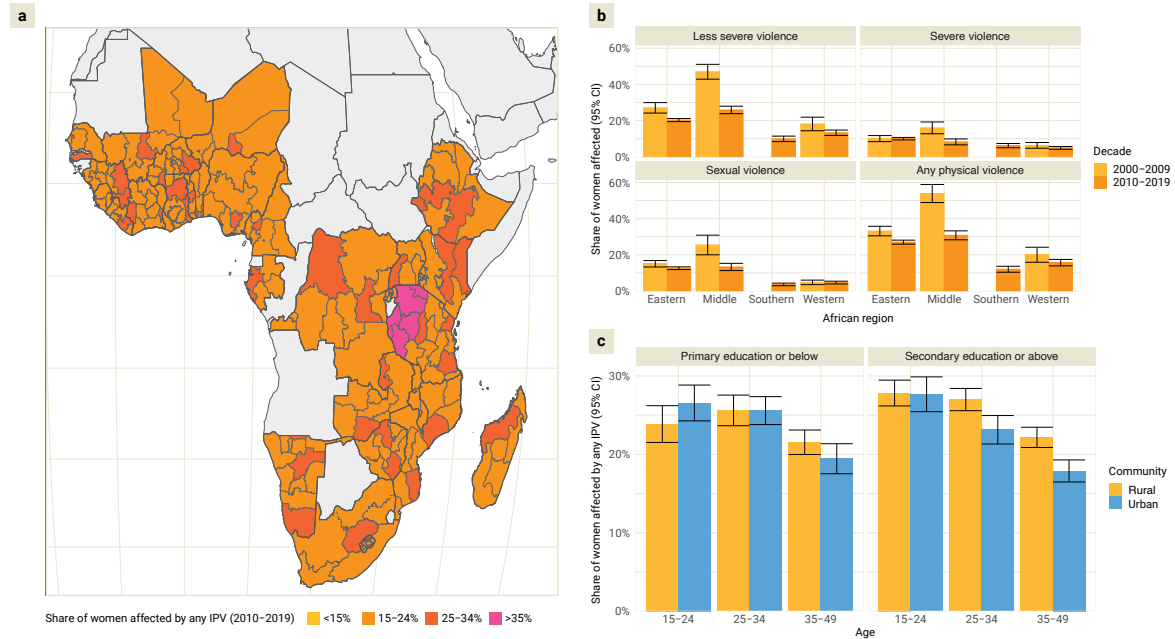 a
Share of women affected by any IPV (2010–2019) <15% 15–24% 25–34% >35%
b
Less severe violence Severe violence
60%
40%
20%
0%
Sexual violence Any physical violence
60%
40%
20%
0%
Eastern Middle Southern Western Eastern Middle Southern Western
African region
Share of women affected (95% CI)
Decade
2000–2009
2010–2019
c
Primary education or below Secondary education or above
30%
20%
10%
0%
15–24 25–34 35–49 15–24 25–34 35–49
Age
Share of women affected by any IPV (95% CI)
Community
Rural
Urban